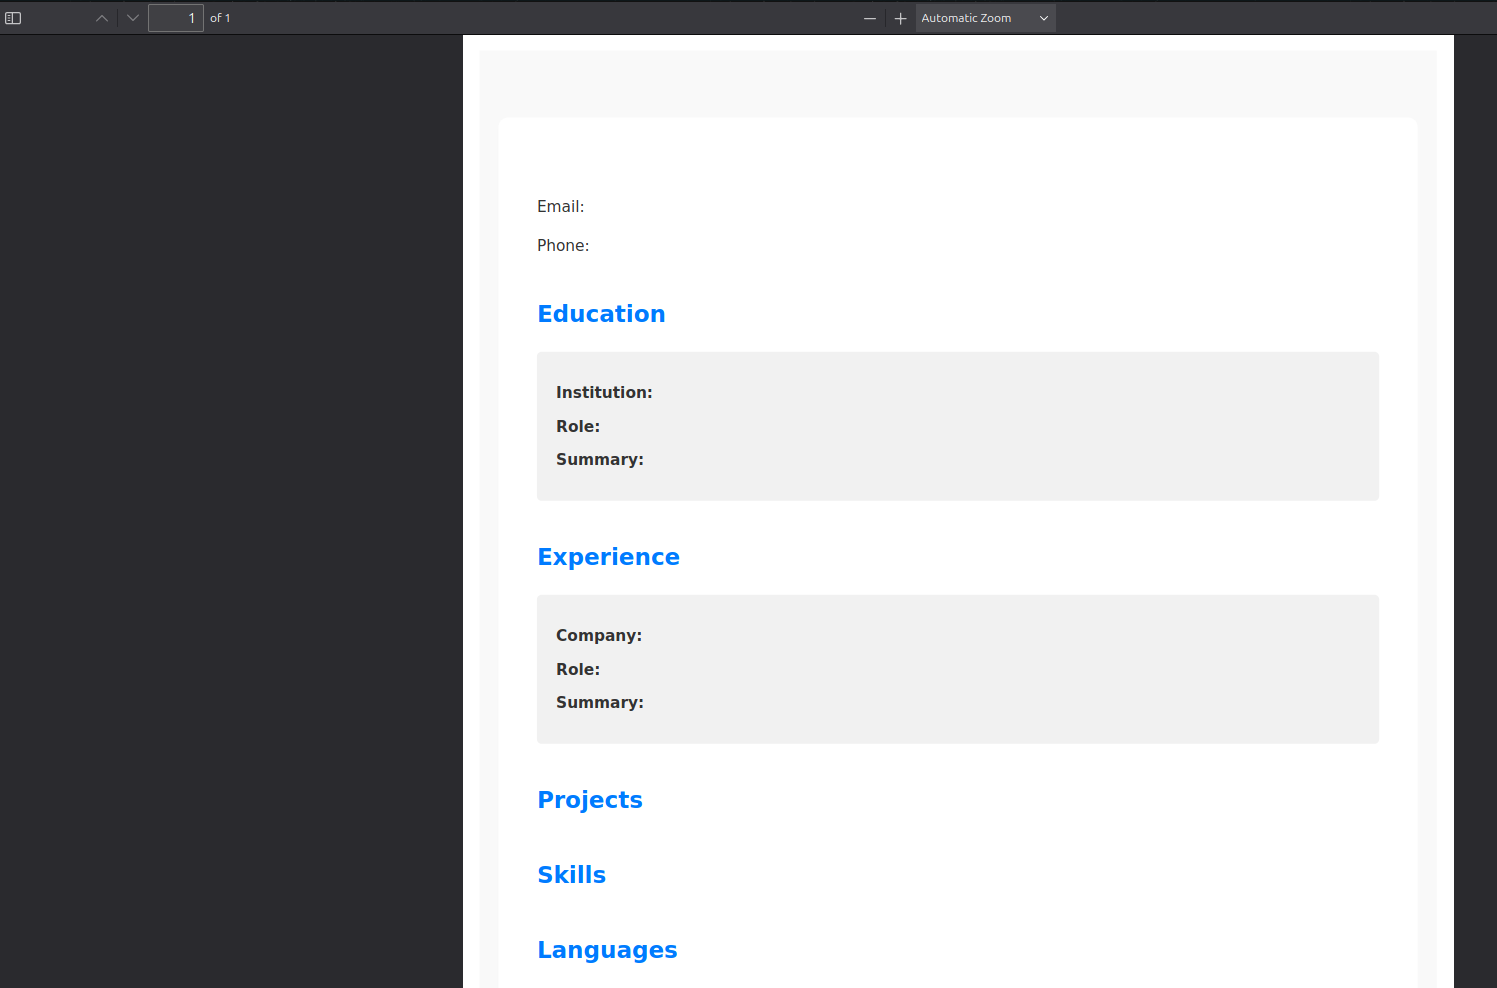 1 of 1 Automatic Zoom
Email:
Phone:
Education
Institution:
Role:
Summary:
Experience
Company:
Role:
Summary:
Projects
Skills
Languages